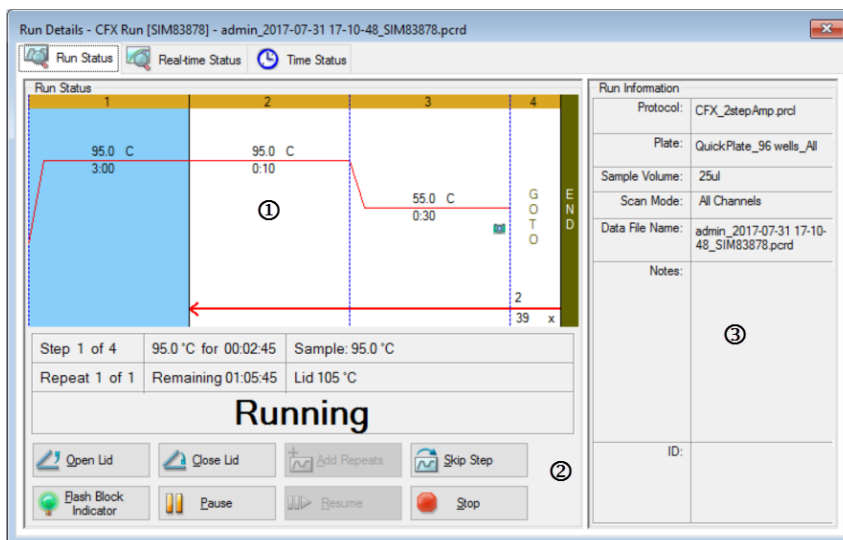 Run Details - CFX Run [SIM83878] - admin_2017-07-31 17-10-48_SIM83878.pcrd
Run Status Real-time Status Time Status
Run Status
1 2 3 4
95.0 C 95.0 C
3:00 0:10
①
55.0 C
0:30
GOTO
END
2
39 x
Step 1 of 4 95.0 °C for 00:02:45 Sample: 95.0 °C
Repeat 1 of 1 Remaining 01:05:45 Lid 105 °C
Running
Open Lid Close Lid Add Repeats Skip Step
②
Flash Block Indicator Pause Resume Stop
Run Information
Protocol: CFX_2stepAmp.prcl
Plate: QuickPlate_96 wells_All
Sample Volume: 25ul
Scan Mode: All Channels
Data File Name: admin_2017-07-31 17-10-
48_SIM83878.pcrd
Notes:
③
ID: